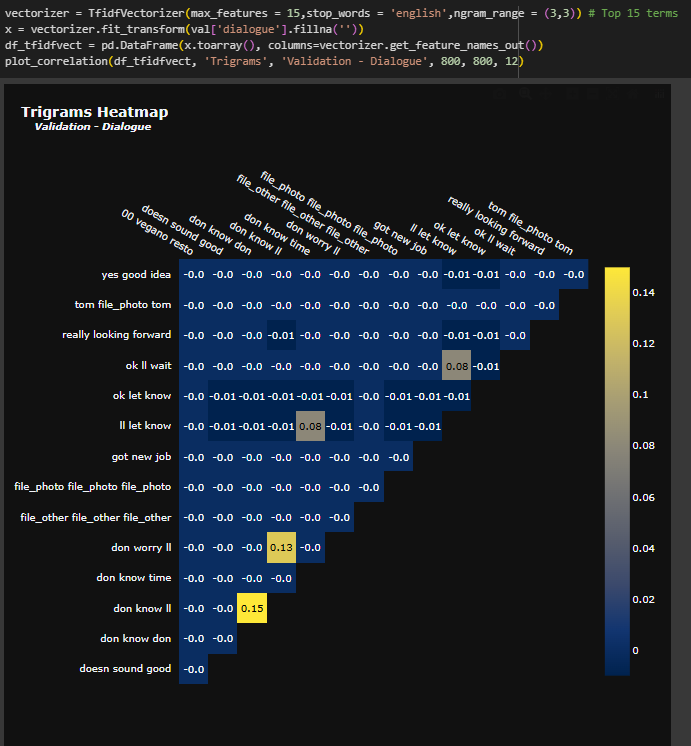 vectorizer = TfidfVectorizer(max_features = 15,stop_words = 'english',ngram_range = (3,3)) # Top 15 terms
x = vectorizer.fit_transform(val['dialogue'].fillna(''))
df_tfidfvect = pd.DataFrame(x.toarray(), columns=vectorizer.get_feature_names_out())
plot_correlation(df_tfidfvect, 'Trigrams', 'Validation - Dialogue', 800, 800, 12)
Trigrams Heatmap
Validation - Dialogue
00 vegano resto
doesn sound good
don know don
don know ll
don know time
don worry ll
file_other file_other file_other
file_photo file_photo file_photo
got new job
ll let know
ok let know
ok ll wait
really looking forward
tom file_photo tom
yes good idea -0.0 -0.0 -0.0 -0.0 -0.0 -0.0 -0.0 -0.0 -0.0 -0.01 -0.01 -0.0 -0.0 -0.0
tom file_photo tom -0.0 -0.0 -0.0 -0.0 -0.0 -0.0 -0.0 -0.0 -0.0 -0.0 -0.0 -0.0 -0.0
really looking forward -0.0 -0.0 -0.0 -0.01 -0.0 -0.0 -0.0 -0.0 -0.0 -0.01 -0.01 -0.0
ok ll wait -0.0 -0.0 -0.0 -0.0 -0.0 -0.0 -0.0 -0.0 -0.0 0.08 -0.01
ok let know -0.0 -0.01 -0.01 -0.01 -0.01 -0.01 -0.0 -0.01 -0.01 -0.01
ll let know -0.0 -0.01 -0.01 -0.01 0.08 -0.01 -0.0 -0.01 -0.01
got new job -0.0 -0.0 -0.0 -0.0 -0.0 -0.0 -0.0 -0.0
file_photo file_photo file_photo -0.0 -0.0 -0.0 -0.0 -0.0 -0.0 -0.0
file_other file_other file_other -0.0 -0.0 -0.0 -0.0 -0.0 -0.0
don worry ll -0.0 -0.0 -0.0 0.13 -0.0
don know time -0.0 -0.0 -0.0 -0.0
don know ll -0.0 -0.0 0.15
don know don -0.0 -0.0
doesn sound good -0.0
0.14
0.12
0.1
0.08
0.06
0.04
0.02
0